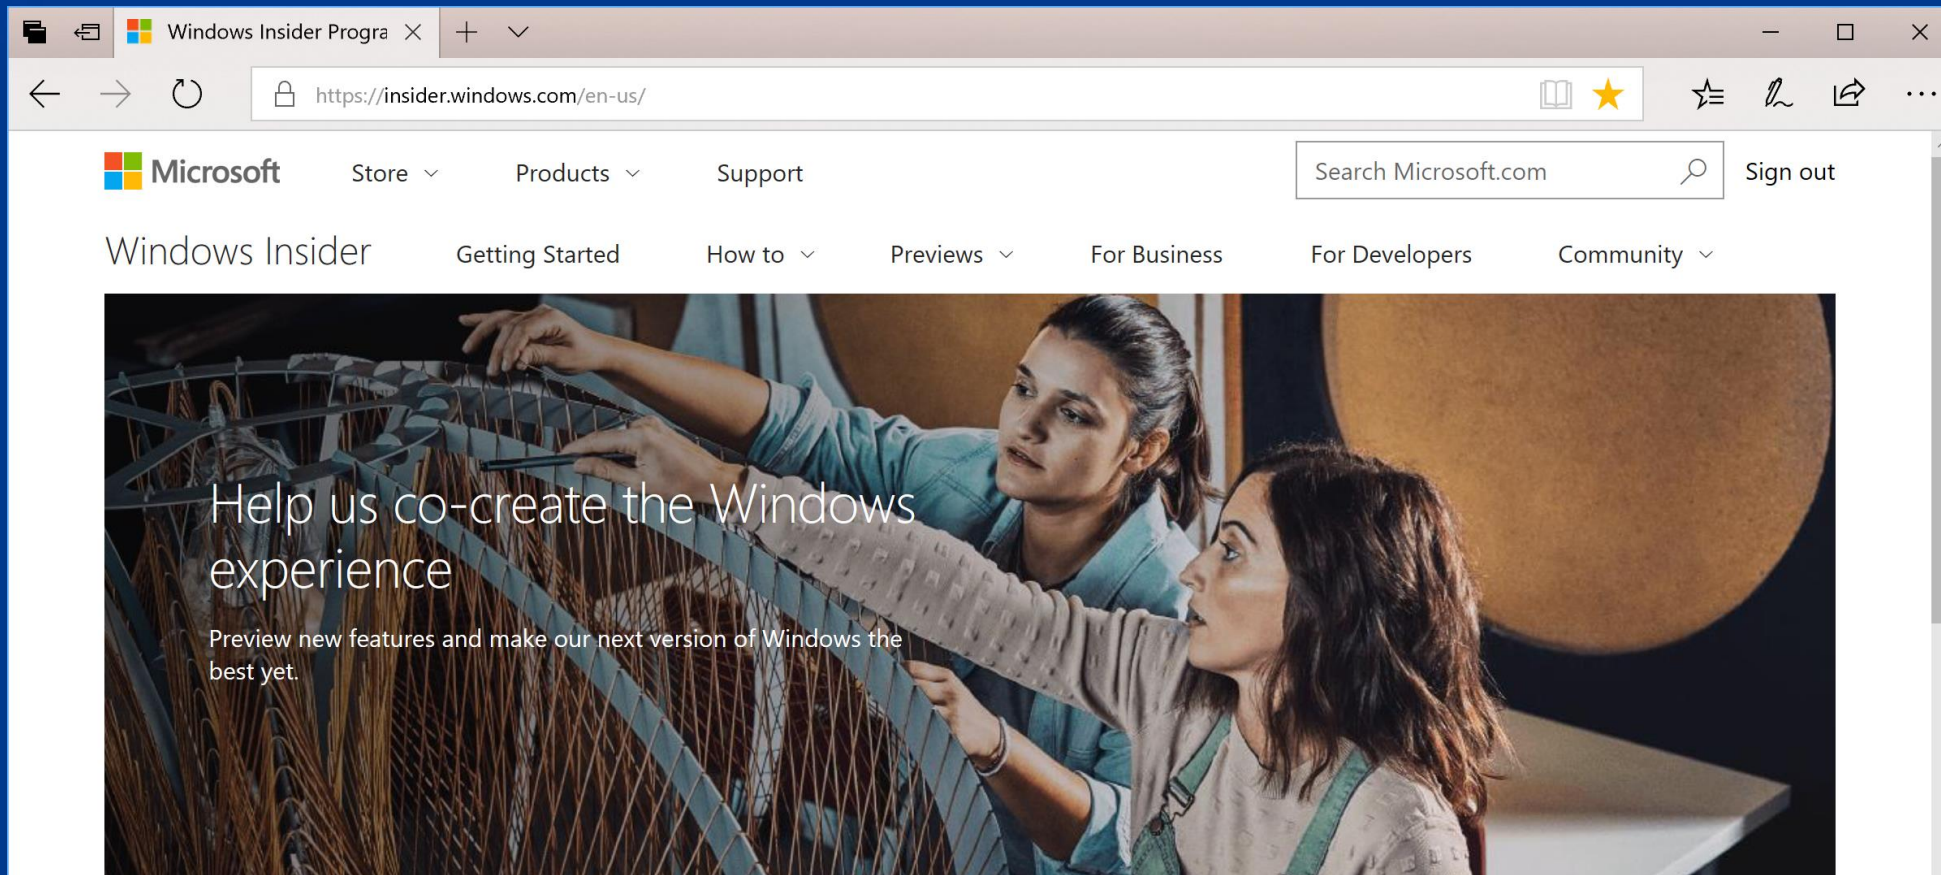 Windows Insider Progra
https://insider.windows.com/en-us/
Microsoft
Store
Products
Support
Search Microsoft.com
Sign out
Windows Insider
Getting Started
How to
Previews
For Business
For Developers
Community
Help us co-create the Windows
experience
Preview new features and make our next version of Windows the
best yet.